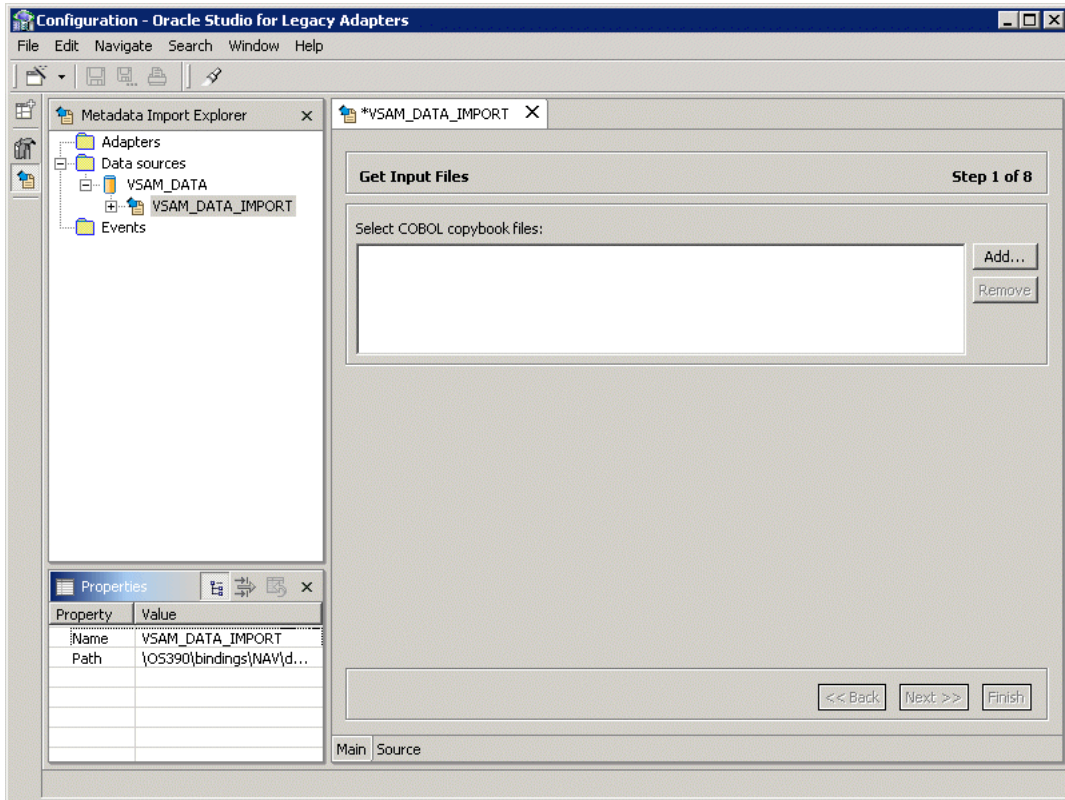 Configuration - Oracle Studio for Legacy Adapters
File Edit Navigate Search Window Help
Metadata Import Explorer
Adapters
Data sources
VSAM_DATA
VSAM_DATA_IMPORT
Events
*VSAM_DATA_IMPORT
Get Input Files
Step 1 of 8
Select COBOL copybook files:
Add...
Remove
Properties
Property Value
Name VSAM_DATA_IMPORT
Path \OS390\bindings\NAV\d...
<< Back Next >> Finish
Main Source